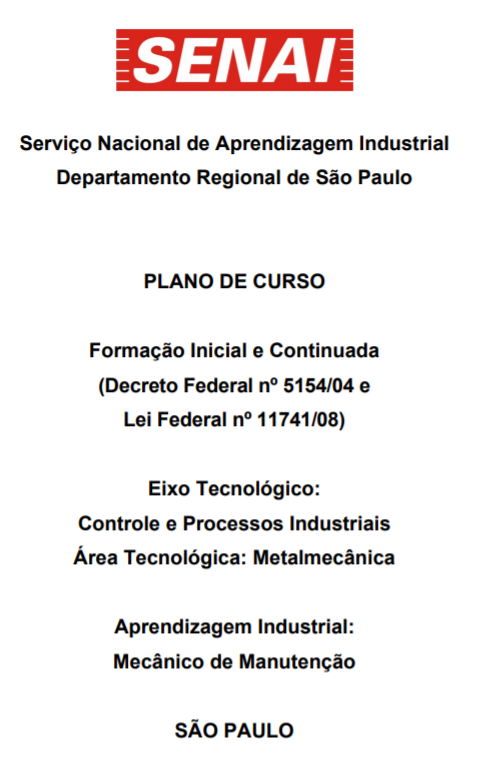 SENAI
Serviço Nacional de Aprendizagem Industrial
Departamento Regional de São Paulo
PLANO DE CURSO
Formação Inicial e Continuada
(Decreto Federal nº 5154/04 e
Lei Federal nº 11741/08)
Eixo Tecnológico:
Controle e Processos Industriais
Área Tecnológica: Metalmecânica
Aprendizagem Industrial:
Mecânico de Manutenção
SÃO PAULO